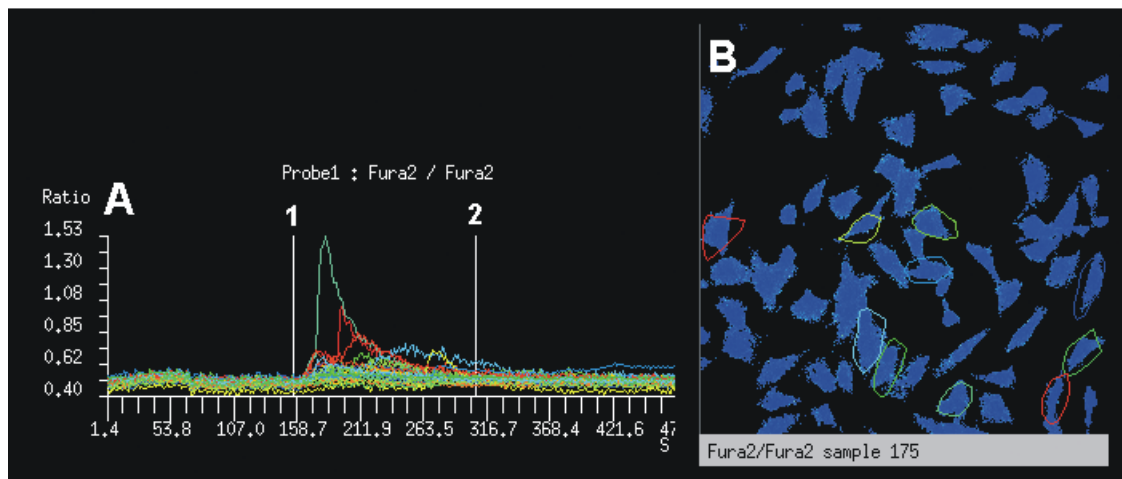 A
B
Probe1 : Fura2 / Fura2
Ratio
1
2
1.53
1.30
1.08
0.85
0.62
0.40
1.4 53.8 107.0 158.7 211.9 263.5 316.7 368.4 421.6 47
S
Fura2/Fura2 sample 175